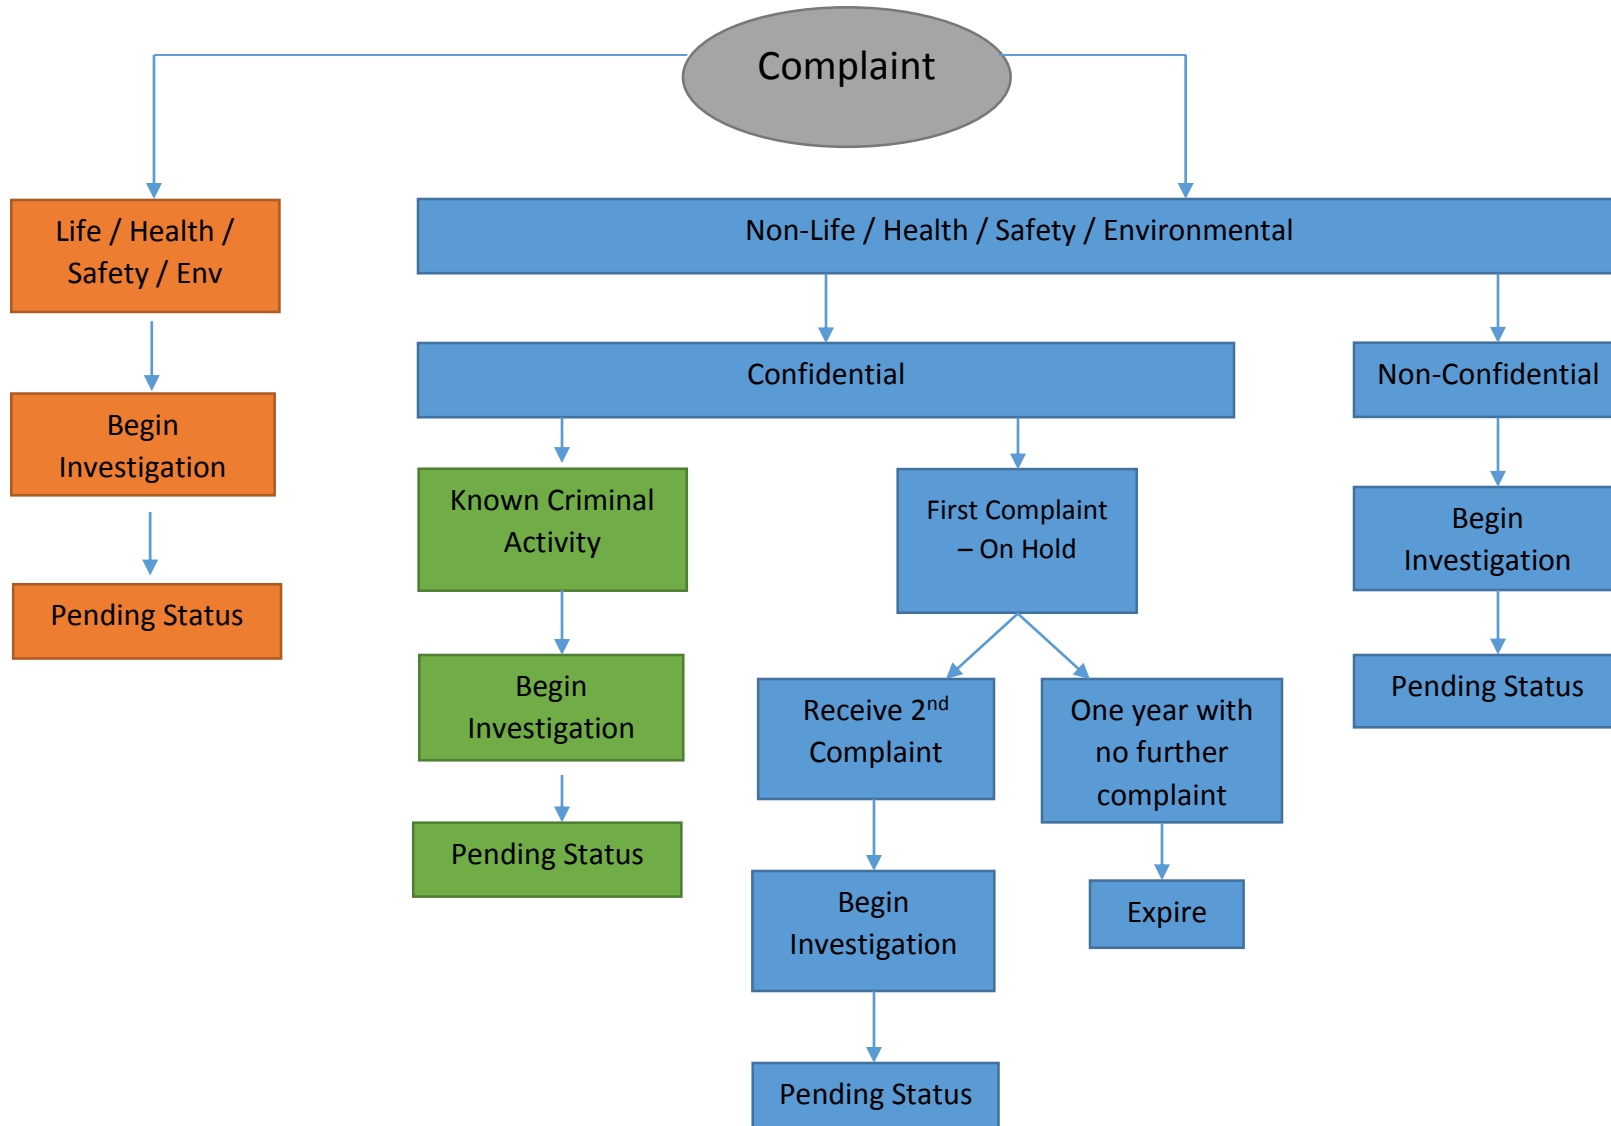 Complaint
Life / Health /
Safety / Env
Non-Life / Health / Safety / Environmental
Begin
Investigation
Pending Status
Confidential
Non-Confidential
Known Criminal
Activity
Begin
Investigation
Pending Status
First Complaint
– On Hold
Receive 2nd
Complaint
Begin
Investigation
Pending Status
One year with
no further
complaint
Expire
Begin
Investigation
Pending Status